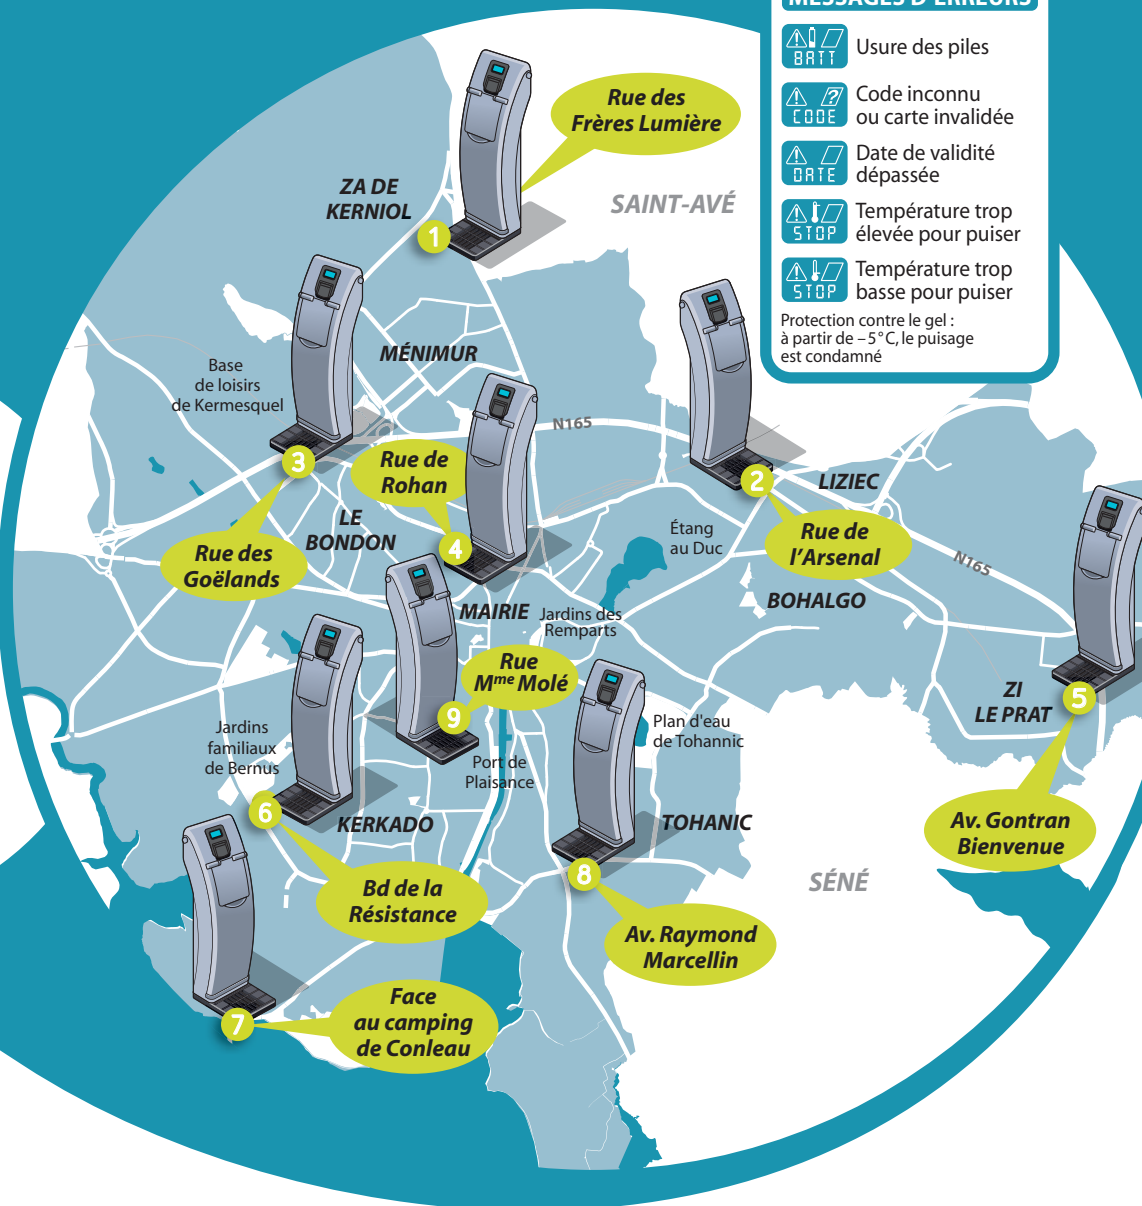 MESSAGES D'ERREURS
BATT
Usure des piles
CODE
Code inconnu
ou carte invalidée
DATE
Date de validité
dépassée
STOP
Température trop
élevée pour puiser
STOP
Température trop
basse pour puiser
Protection contre le gel :
à partir de –5°C, le puisage
est condamné
Rue des
Frères Lumière
SAINT-AVÉ
ZA DE
KERNIOL
1
MÉNIMUR
Base
de loisirs
de Kermesquel
N165
3
Rue de
Rohan
2
LIZIEC
LE
BONDON
4
Étang
au Duc
Rue de
l'Arsenal
Rue des
Goëlands
N165
BOHALGO
MAIRIE
Jardins des
Remparts
Rue
Mme Molé
9
ZI
LE PRAT
5
Jardins
familiaux
de Bernus
Port de
Plaisance
Plan d'eau
de Tohannic
6
KERKADO
TOHANIC
Av. Gontran
Bienvenue
8
SÉNÉ
Bd de la
Résistance
Av. Raymond
Marcellin
7
Face
au camping
de Conleau